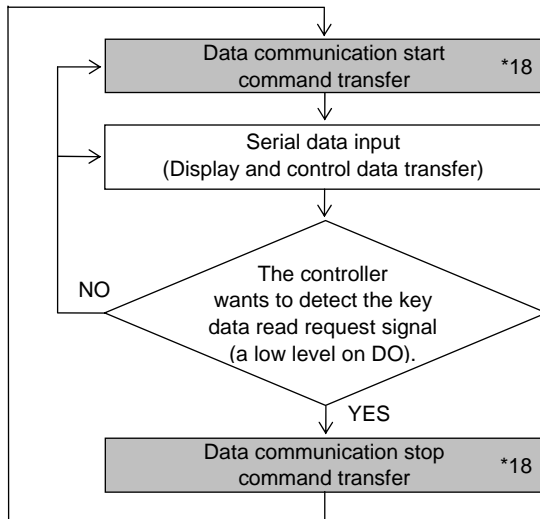 Data communication start
command transfer
*18
Serial data input
(Display and control data transfer)
The controller
wants to detect the key
data read request signal
(a low level on DO).
NO
YES
Data communication stop
command transfer
*18